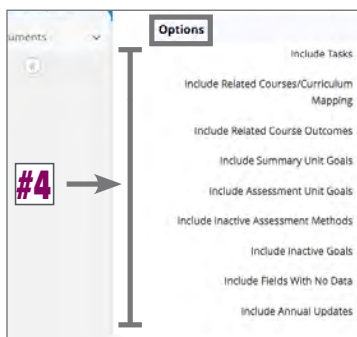 uments
Options
Include Tasks
Include Related Courses/Curriculum
Mapping
Include Related Course Outcomes
Include Summary Unit Goals
#4
Include Assessment Unit Goals
Include Inactive Assessment Methods
Include Inactive Goals
Include Fields With No Data
Include Annual Updates